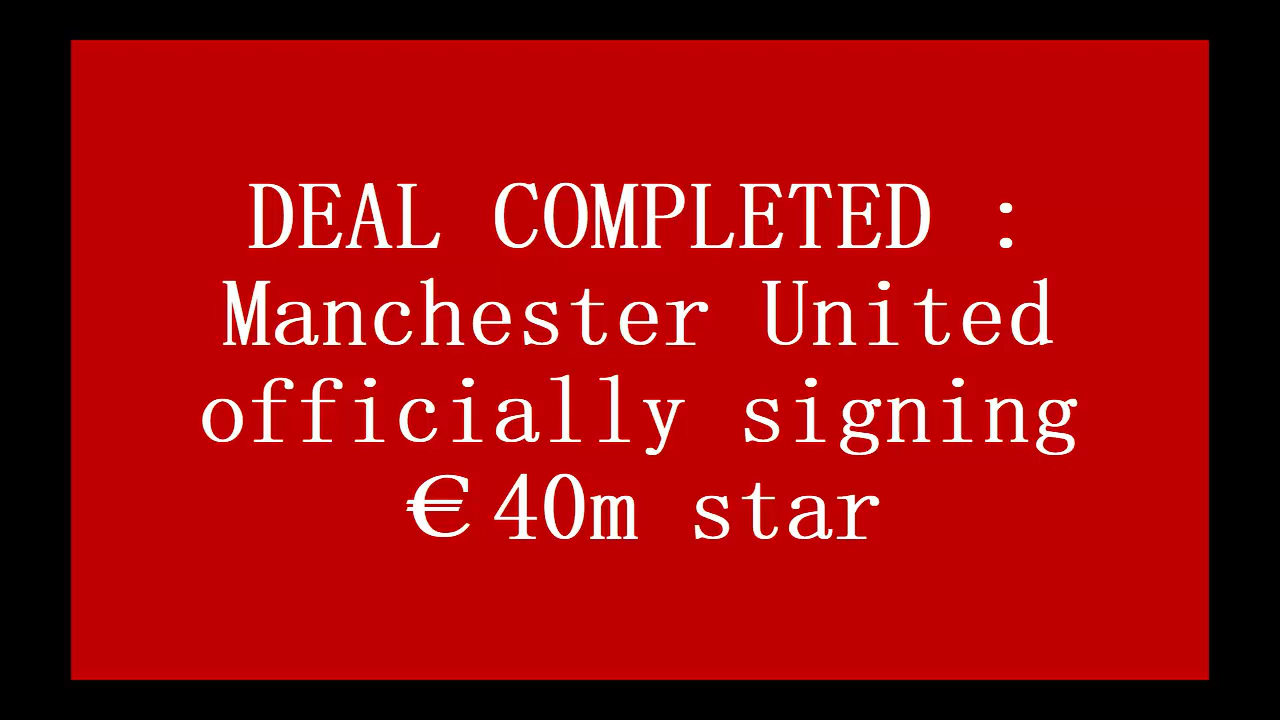 DEAL COMPLETED :
Manchester United
officially signing
€40m star